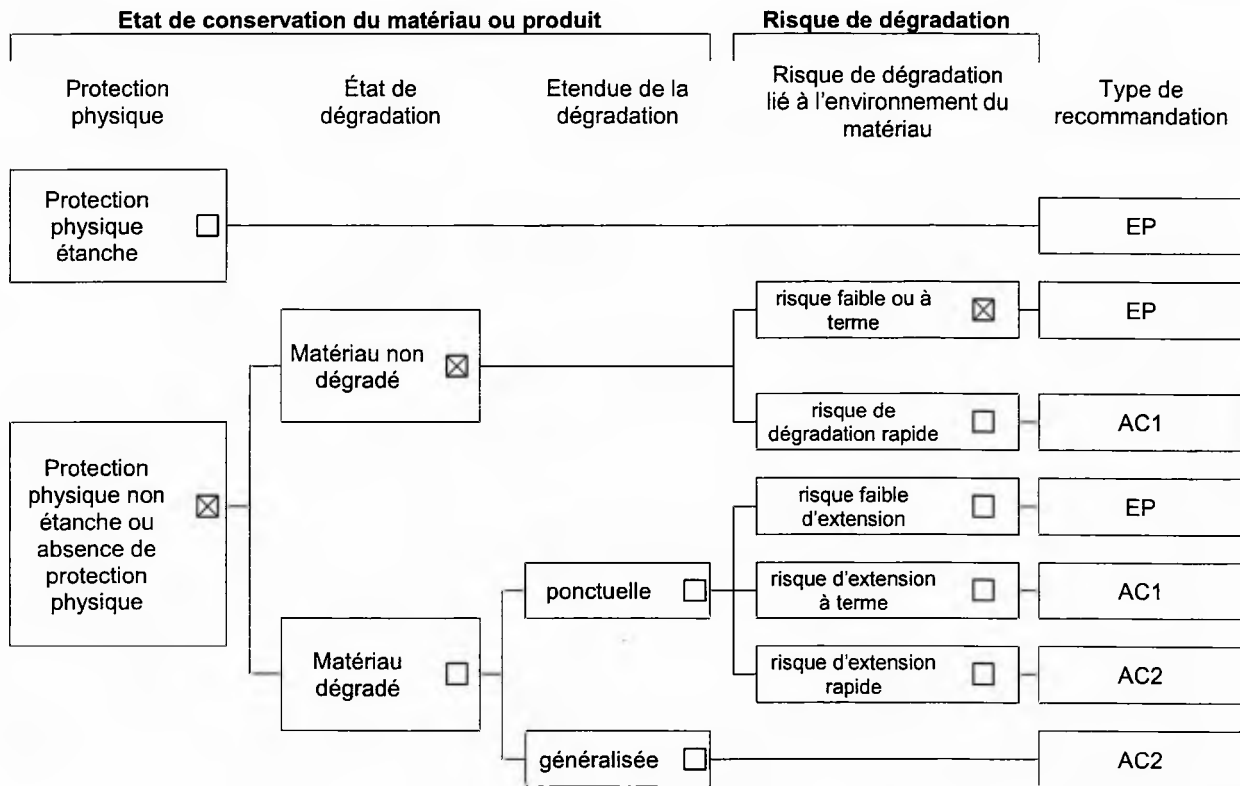 Etat de conservation du matériau ou produit
Risque de dégradation
Protection
physique
État de
dégradation
Etendue de la
dégradation
Risque de dégradation
lié à l'environnement du
matériau
Type de
recommandation
Protection
physique
étanche
EP
risque faible ou à
terme
EP
Matériau non
dégradé
risque de
dégradation rapide
AC1
Protection
physique non
étanche ou
absence de
protection
physique
risque faible
d'extension
EP
ponctuelle
risque d'extension
à terme
AC1
Matériau
dégradé
risque d'extension
rapide
AC2
généralisée
AC2